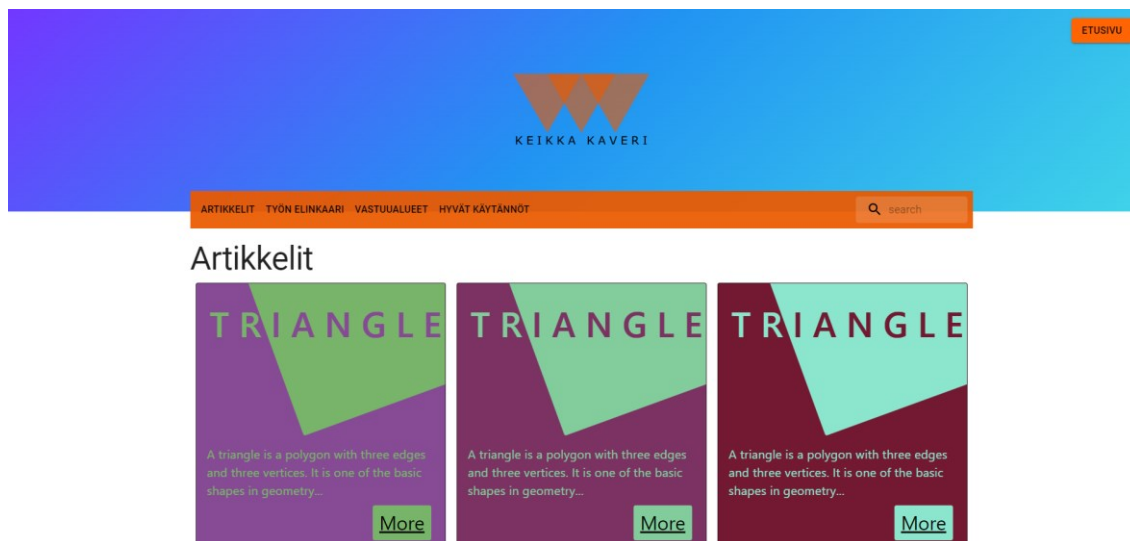 ETUSIVU
KEIKKA KAVERI
ARTIKKELIT TYÖN ELINKAARI VASTUUALUEET HYVÄT KÄYTÄNNÖT search
Artikkelit
TRIANGLE
A triangle is a polygon with three edges
and three vertices. It is one of the basic
shapes in geometry...
More
TRIANGLE
A triangle is a polygon with three edges
and three vertices. It is one of the basic
shapes in geometry...
More
TRIANGLE
A triangle is a polygon with three edges
and three vertices. It is one of the basic
shapes in geometry...
More